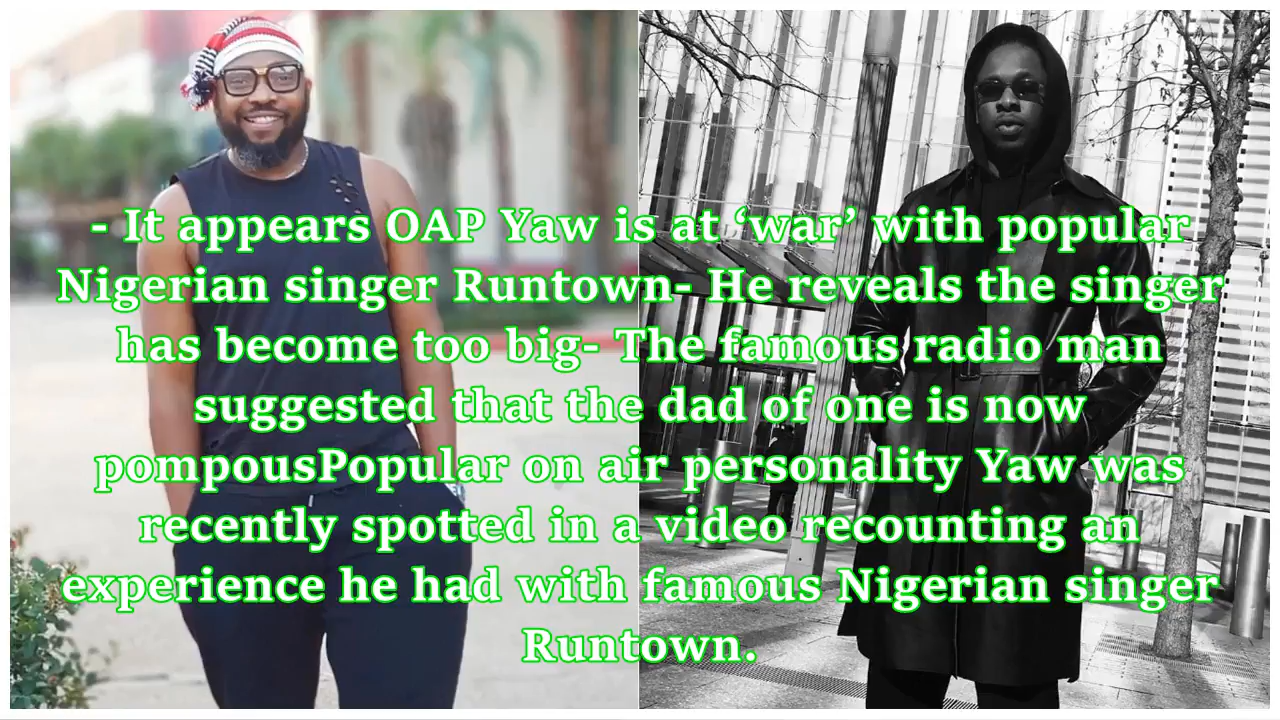 - It appears OAP Yaw is at ‘war’ with popular
Nigerian singer Runtown- He reveals the singer
has become too big- The famous radio man
suggested that the dad of one is now
pompousPopular on air personality Yaw was
recently spotted in a video recounting an
experience he had with famous Nigerian singer
Runtown.